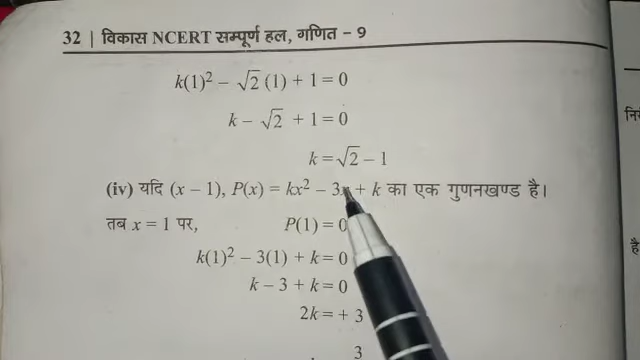 32 | विकास NCERT सम्पूर्ण हल, गणित – 9
k(1)² – √2 (1) + 1 = 0
k – √2 + 1 = 0
k = √2 – 1
(iv) यदि (x – 1), P(x) = kx² – 3x + k का एक गुणनखण्ड है।
तब x = 1 पर, P(1) = 0
k(1)² – 3(1) + k = 0
k – 3 + k = 0
2k = + 3
3
है